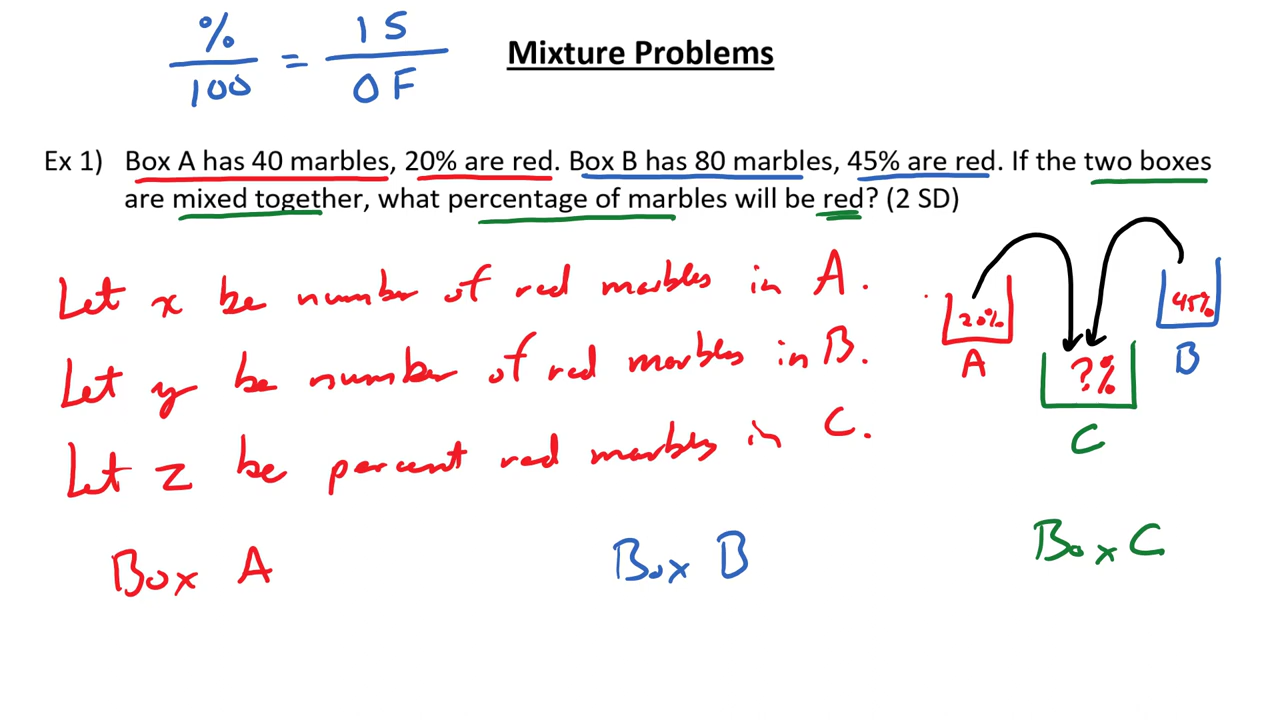 % / 100 = IS / OF
Mixture Problems
Ex 1) Box A has 40 marbles, 20% are red. Box B has 80 marbles, 45% are red. If the two boxes
are mixed together, what percentage of marbles will be red? (2 SD)
Let x be number of red marbles in A.
Let y be number of red marbles in B.
Let z be percent red marbles in C.
20%
A
45%
B
?%
C
Box A
Box B
Box C